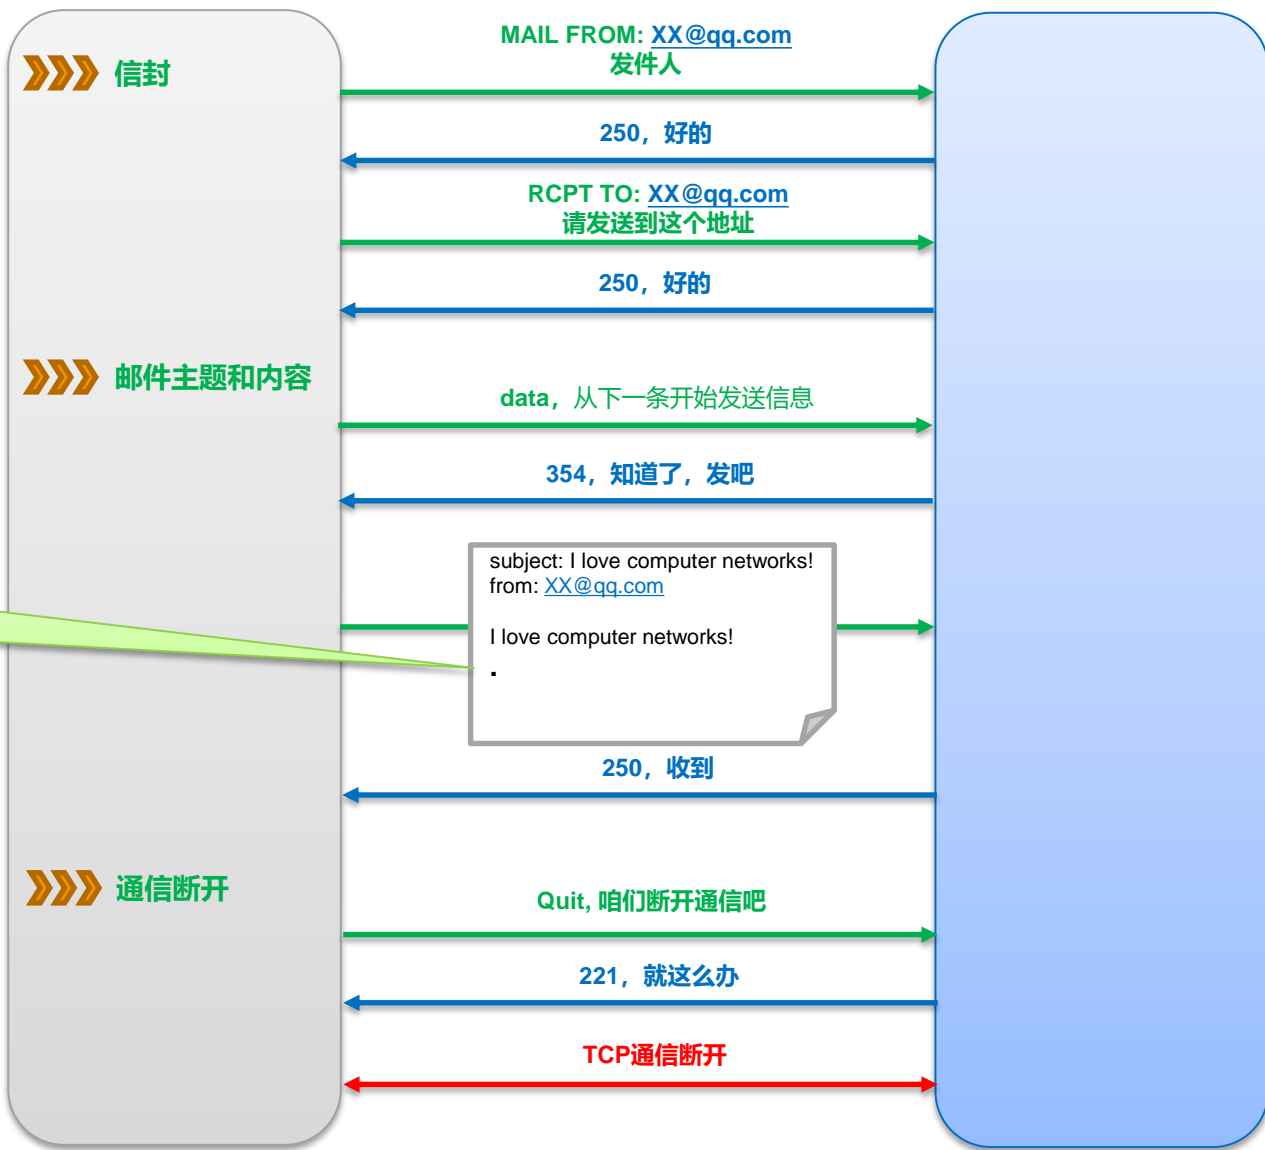 MAIL FROM: XX@qq.com
发件人
信封
250，好的
RCPT TO: XX@qq.com
请发送到这个地址
250，好的
邮件主题和内容
data，从下一条开始发送信息
354，知道了，发吧
subject: I love computer networks!
from: XX@qq.com
I love computer networks!
.
250，收到
通信断开
Quit, 咱们断开通信吧
221，就这么办
TCP通信断开